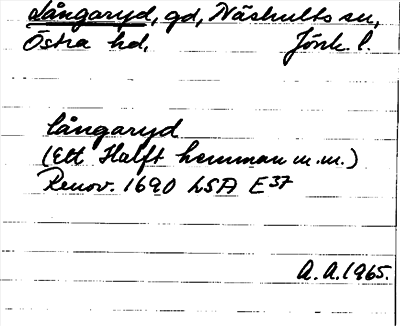 Långaryd, gd, Näshults sn,
Östra hd, Jönk. l.
långaryd
(Ett Halft hemman m.m.)
Renov. 1690 LSA E37
A. A. 1965.